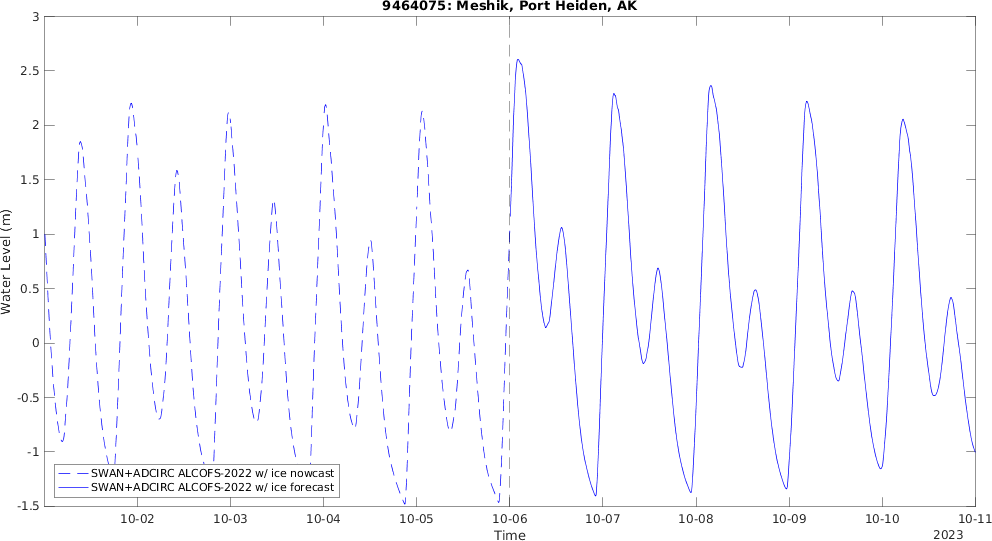 9464075: Meshik, Port Heiden, AK
3
2.5
2
1.5
1
0.5
0
-0.5
-1
-1.5
Water Level (m)
SWAN+ADCIRC ALCOFS-2022 w/ ice nowcast
SWAN+ADCIRC ALCOFS-2022 w/ ice forecast
10-02 10-03 10-04 10-05 10-06 10-07 10-08 10-09 10-10 10-11
Time
2023